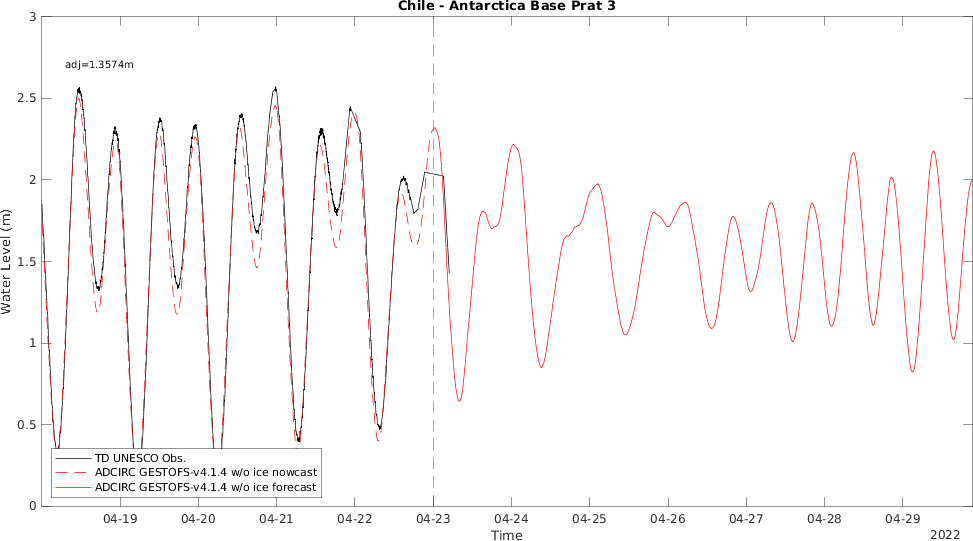 Chile - Antarctica Base Prat 3
adj=1.3574m
3
2.5
2
1.5
1
0.5
0
Water Level (m)
TD UNESCO Obs.
ADCIRC GESTOFS-v4.1.4 w/o ice nowcast
ADCIRC GESTOFS-v4.1.4 w/o ice forecast
04-19 04-20 04-21 04-22 04-23 04-24 04-25 04-26 04-27 04-28 04-29
Time
2022